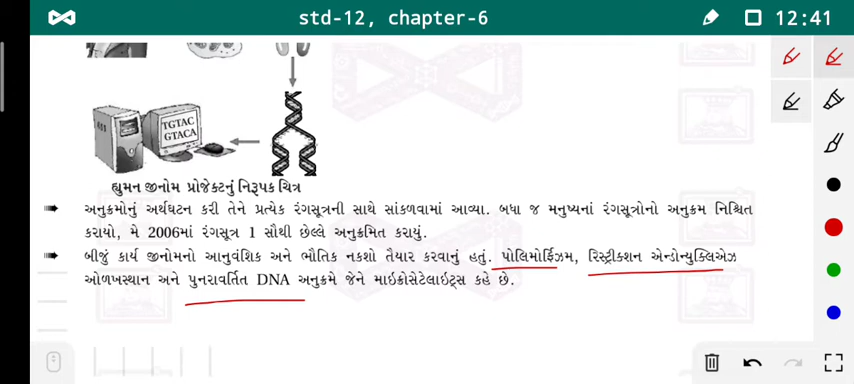 std-12, chapter-6
12:41
TGTAC
GTACA
હ્યુમન જીનોમ પ્રોજેક્ટનું નિરૂપક ચિત્ર
અનુક્રમોનું અર્થઘટન કરી તેને પ્રત્યેક રંગસૂત્રની સાથે સાંકળવામાં આવ્યા. બધા જ મનુષ્યનાં રંગસૂત્રોનો અનુક્રમ નિશ્ચિત
કરાયો, મે 2006માં રંગસૂત્ર 1 સૌથી છેલ્લે અનુક્રમિત કરાયું.
બીજું કાર્ય જીનોમનો આનુવંશિક અને ભૌતિક નકશો તૈયાર કરવાનું હતું. પોલિમોર્ફિઝમ, રિસ્ટ્રીક્શન એન્ડોન્યુક્લિએઝ
ઓળખસ્થાન અને પુનરાવર્તિત DNA અનુક્રમે જેને માઇક્રોસેટેલાઇટ્સ કહે છે.